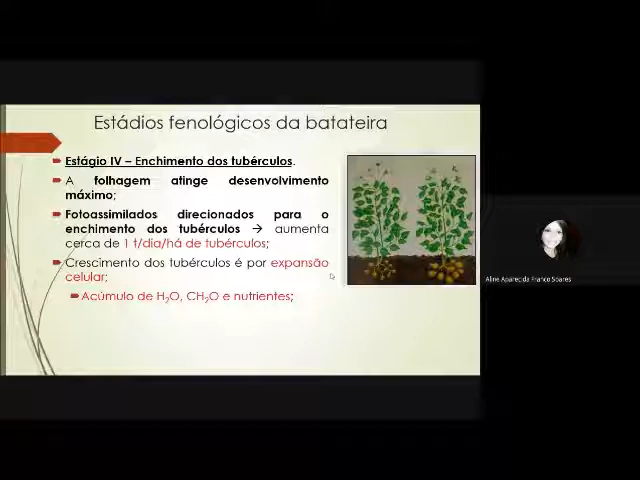 Estádios fenológicos da batateira
Estágio IV – Enchimento dos tubérculos.
A folhagem atinge desenvolvimento
máximo;
Fotoassimilados direcionados para o
enchimento dos tubérculos → aumenta
cerca de 1 t/dia/há de tubérculos;
Crescimento dos tubérculos é por expansão
celular;
Acúmulo de H₂O, CH₂O e nutrientes;
Aline Aparecida Franco Soares